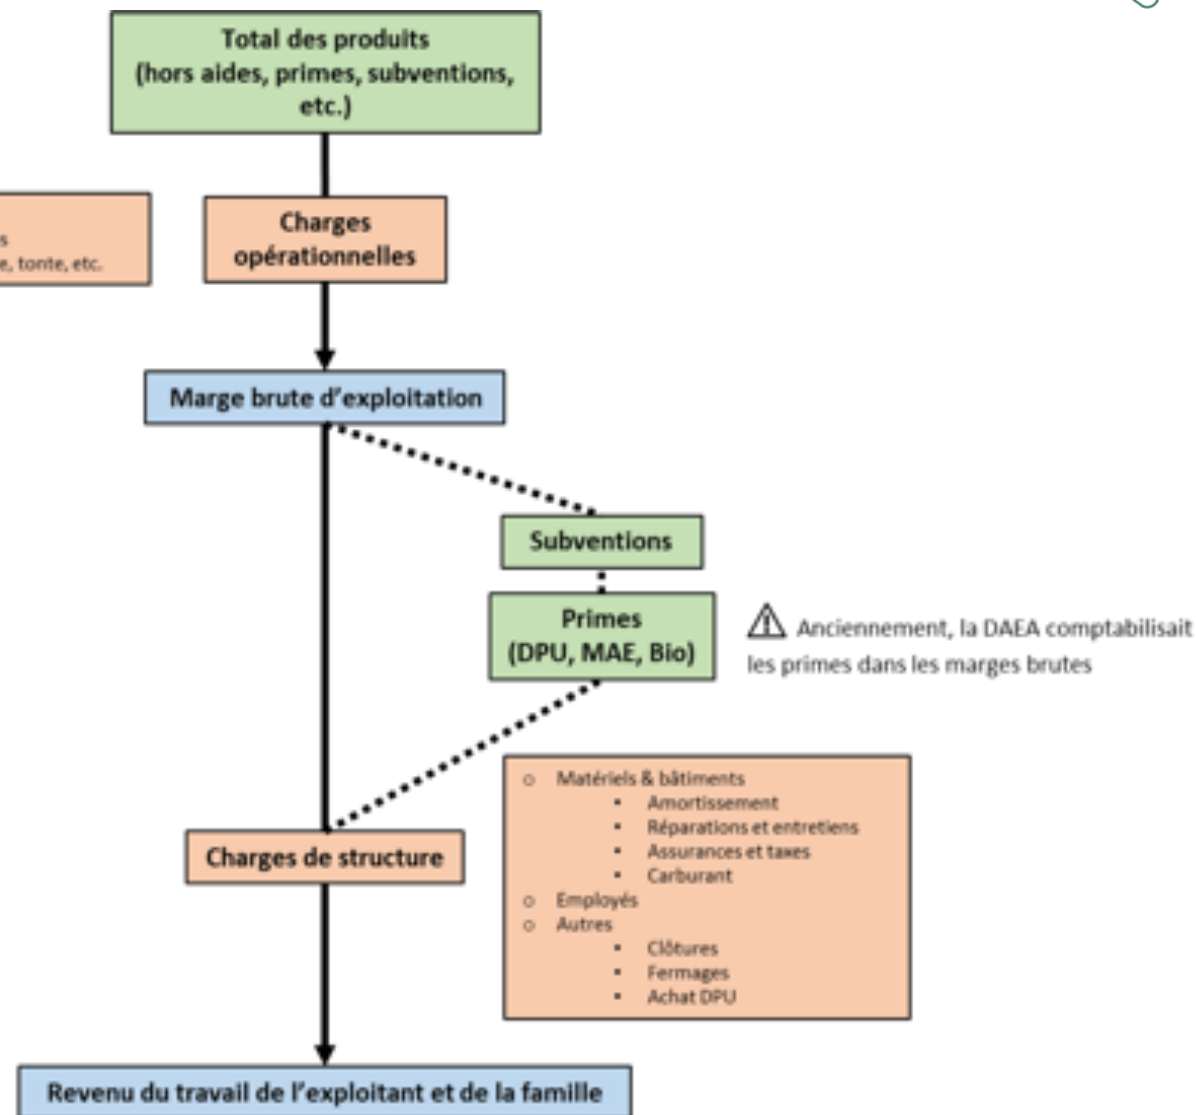 Total des produits
(hors aides, primes, subventions,
etc.)
s
e, tonte, etc.
Charges
opérationnelles
Marge brute d'exploitation
Subventions
Primes
(DPU, MAE, Bio)
Anciennement, la DAEA comptabilisait
les primes dans les marges brutes
Charges de structure
o Matériels & bâtiments
▪ Amortissement
▪ Réparations et entretiens
▪ Assurances et taxes
▪ Carburant
o Employés
o Autres
▪ Clôtures
▪ Fermages
▪ Achat DPU
Revenu du travail de l'exploitant et de la famille